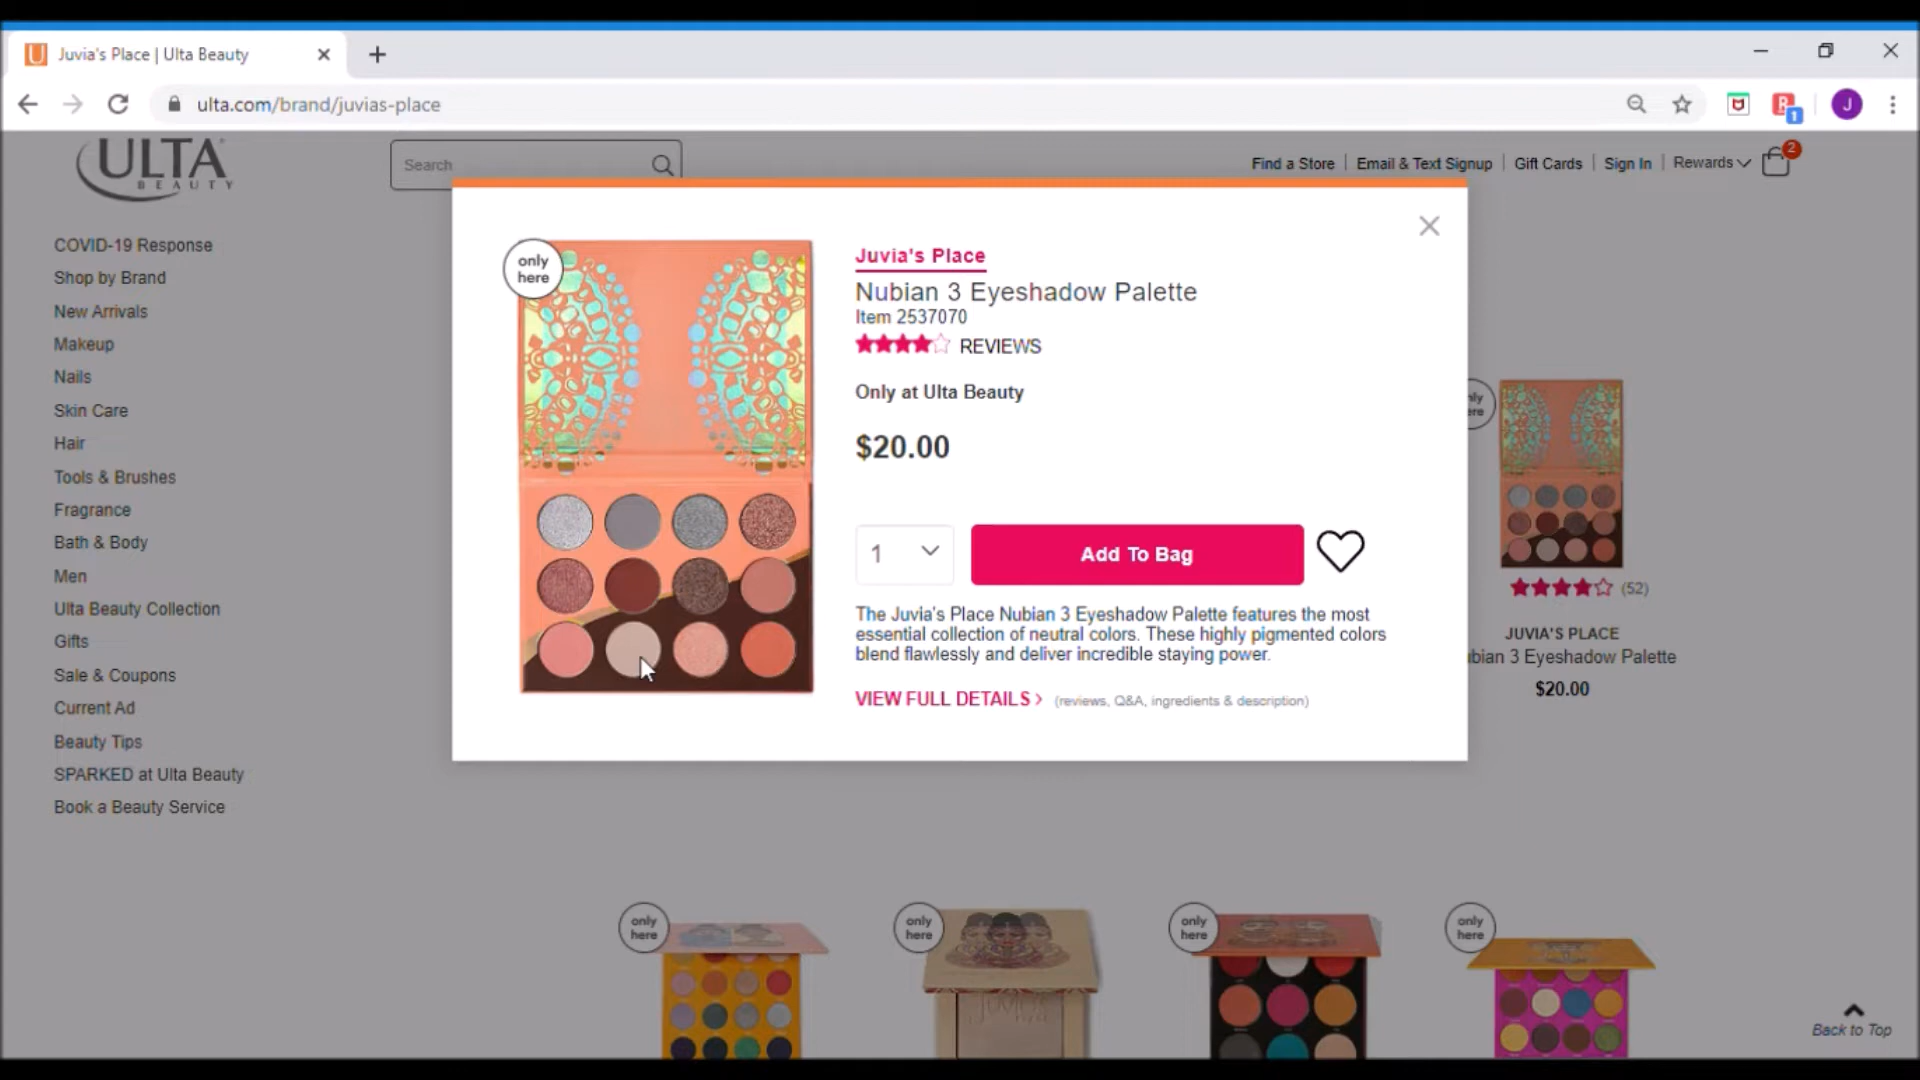 Juvia's Place | Ulta Beauty
ulta.com/brand/juvias-place
J
1
ULTA
BEAUTY
Search
Find a Store
Email & Text Signup
Gift Cards
Sign In
Rewards
2
COVID-19 Response
Shop by Brand
New Arrivals
Makeup
Nails
Skin Care
Hair
Tools & Brushes
Fragrance
Bath & Body
Men
Ulta Beauty Collection
Gifts
Sale & Coupons
Current Ad
Beauty Tips
SPARKED at Ulta Beauty
Book a Beauty Service
only
here
Juvia's Place
Nubian 3 Eyeshadow Palette
Item 2537070
REVIEWS
Only at Ulta Beauty
$20.00
1
Add To Bag
The Juvia's Place Nubian 3 Eyeshadow Palette features the most
essential collection of neutral colors. These highly pigmented colors
blend flawlessly and deliver incredible staying power.
VIEW FULL DETAILS > (reviews, Q&A, ingredients & description)
(52)
JUVIA'S PLACE
bian 3 Eyeshadow Palette
$20.00
only
here
only
here
only
here
only
here
Back to Top